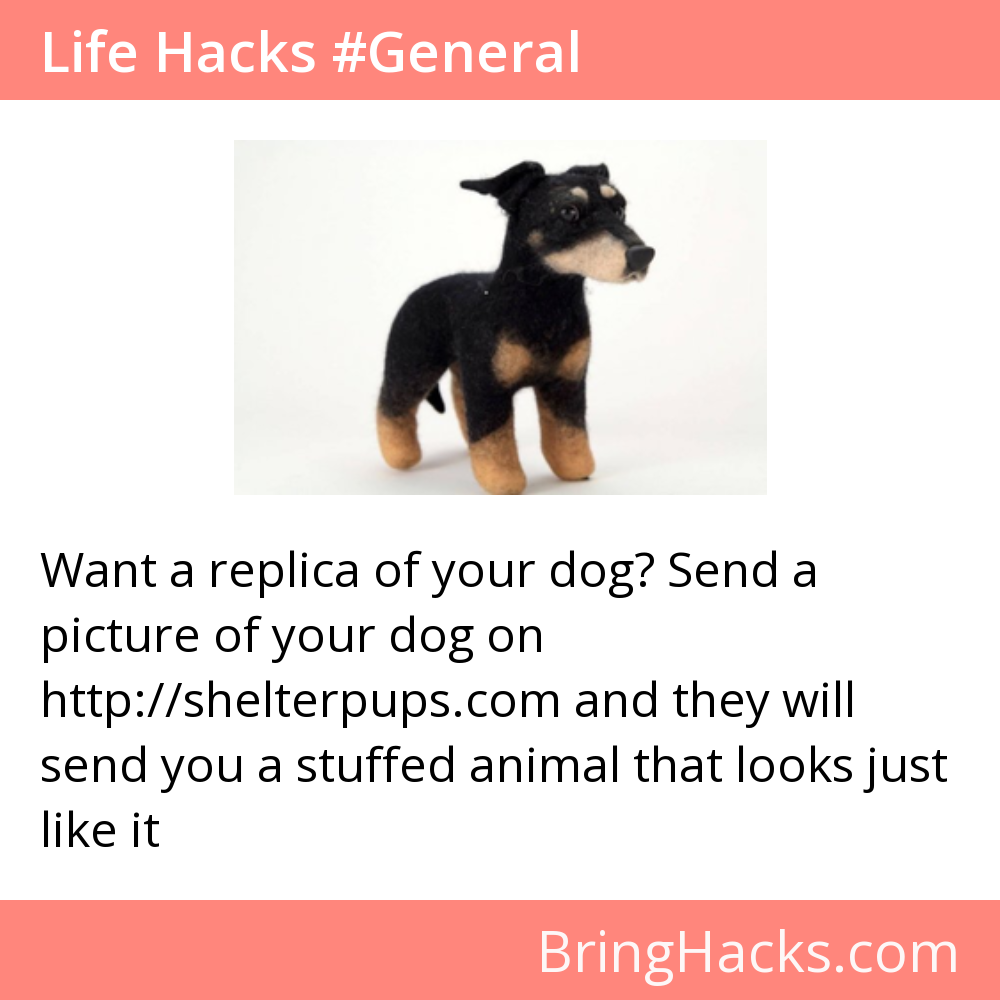 Life Hacks #General
Want a replica of your dog? Send a
picture of your dog on
http://shelterpups.com and they will
send you a stuffed animal that looks just
like it
BringHacks.com